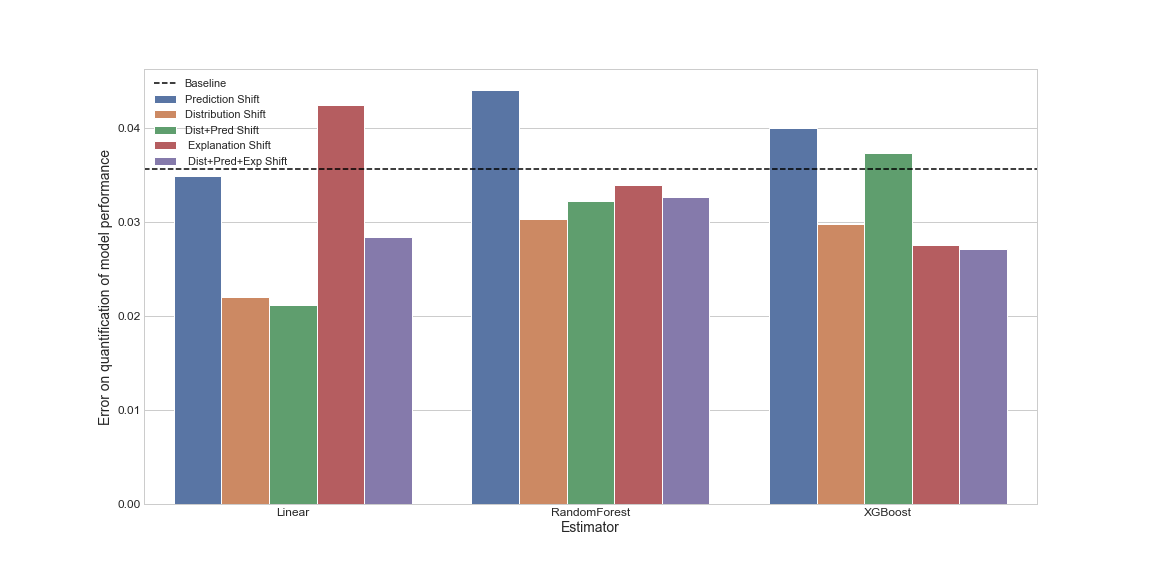 Baseline
Prediction Shift
Distribution Shift
Dist+Pred Shift
Explanation Shift
Dist+Pred+Exp Shift
Error on quantification of model performance
0.04
0.03
0.02
0.01
0.00
Linear
RandomForest
XGBoost
Estimator